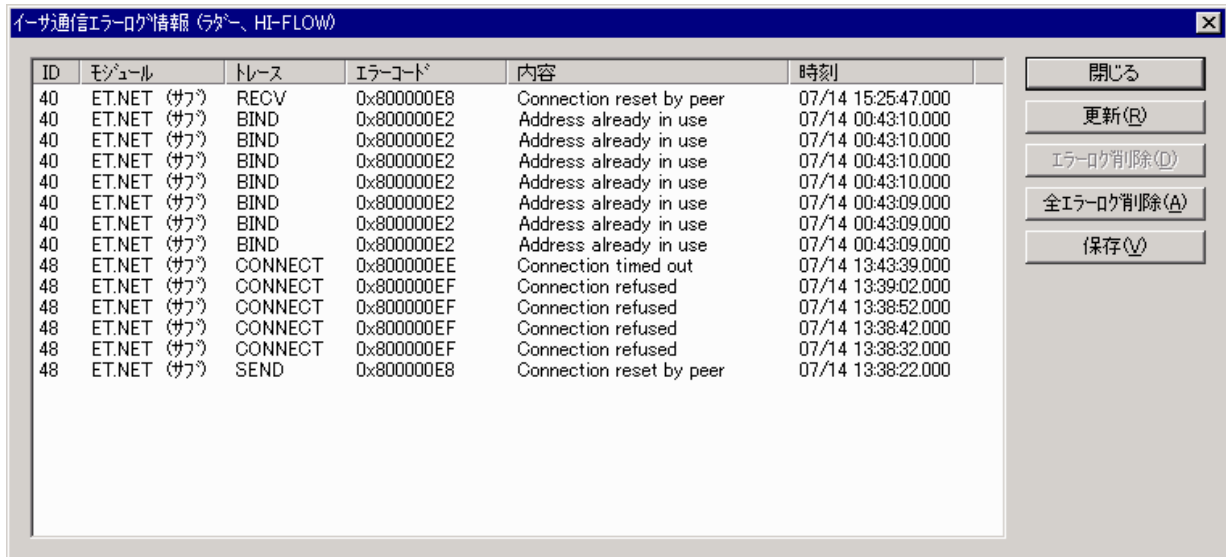 イーサ通信ｴﾗｰﾛｸﾞ情報 (ﾗﾀﾞｰ、HI-FLOW)
ID ﾓｼﾞｭｰﾙ ﾄﾚｰｽ ｴﾗｰｺｰﾄﾞ 内容 時刻
40 ET.NET (ｻﾌﾞ) RECV 0x800000E8 Connection reset by peer 07/14 15:25:47.000
40 ET.NET (ｻﾌﾞ) BIND 0x800000E2 Address already in use 07/14 00:43:10.000
40 ET.NET (ｻﾌﾞ) BIND 0x800000E2 Address already in use 07/14 00:43:10.000
40 ET.NET (ｻﾌﾞ) BIND 0x800000E2 Address already in use 07/14 00:43:10.000
40 ET.NET (ｻﾌﾞ) BIND 0x800000E2 Address already in use 07/14 00:43:10.000
40 ET.NET (ｻﾌﾞ) BIND 0x800000E2 Address already in use 07/14 00:43:09.000
40 ET.NET (ｻﾌﾞ) BIND 0x800000E2 Address already in use 07/14 00:43:09.000
40 ET.NET (ｻﾌﾞ) BIND 0x800000E2 Address already in use 07/14 00:43:09.000
48 ET.NET (ｻﾌﾞ) CONNECT 0x800000EE Connection timed out 07/14 13:43:39.000
48 ET.NET (ｻﾌﾞ) CONNECT 0x800000EF Connection refused 07/14 13:39:02.000
48 ET.NET (ｻﾌﾞ) CONNECT 0x800000EF Connection refused 07/14 13:38:52.000
48 ET.NET (ｻﾌﾞ) CONNECT 0x800000EF Connection refused 07/14 13:38:42.000
48 ET.NET (ｻﾌﾞ) CONNECT 0x800000EF Connection refused 07/14 13:38:32.000
48 ET.NET (ｻﾌﾞ) SEND 0x800000E8 Connection reset by peer 07/14 13:38:22.000
閉じる
更新(R)
ｴﾗｰﾛｸﾞ削除(D)
全ｴﾗｰﾛｸﾞ削除(A)
保存(V)